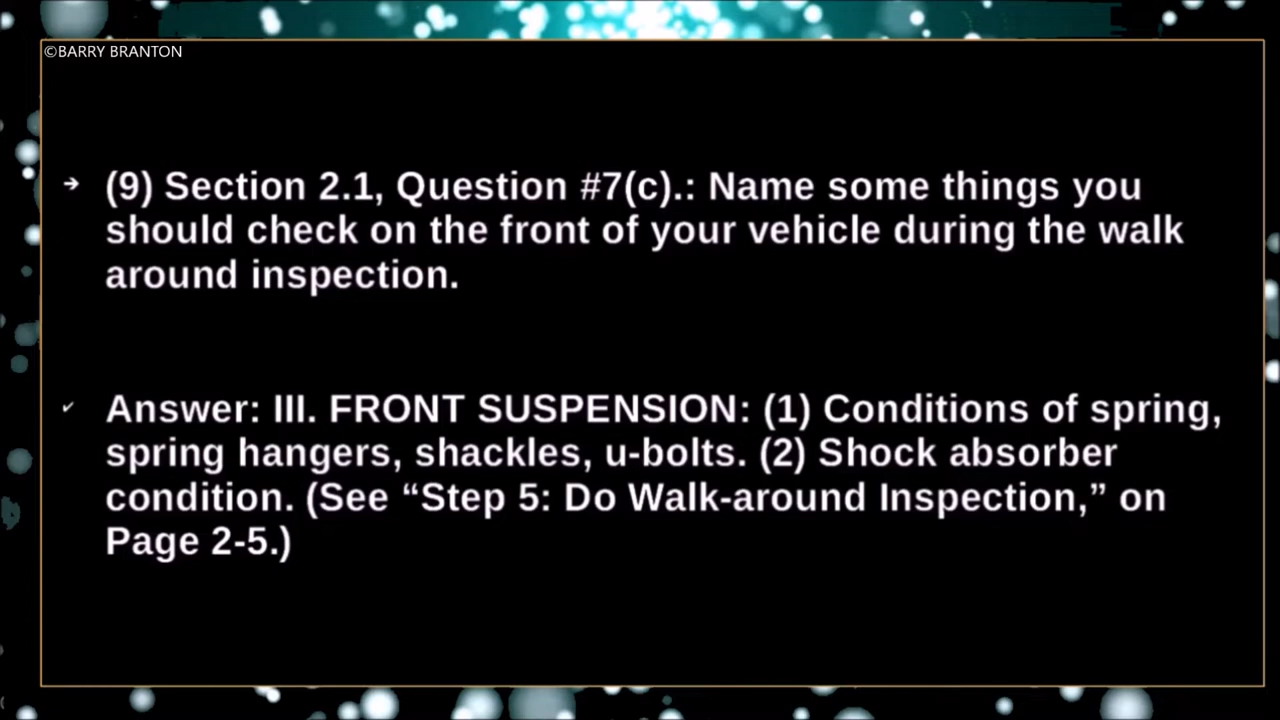 ©BARRY BRANTON
➔ (9) Section 2.1, Question #7(c).: Name some things you
should check on the front of your vehicle during the walk
around inspection.
✔ Answer: III. FRONT SUSPENSION: (1) Conditions of spring,
spring hangers, shackles, u-bolts. (2) Shock absorber
condition. (See “Step 5: Do Walk-around Inspection,” on
Page 2-5.)